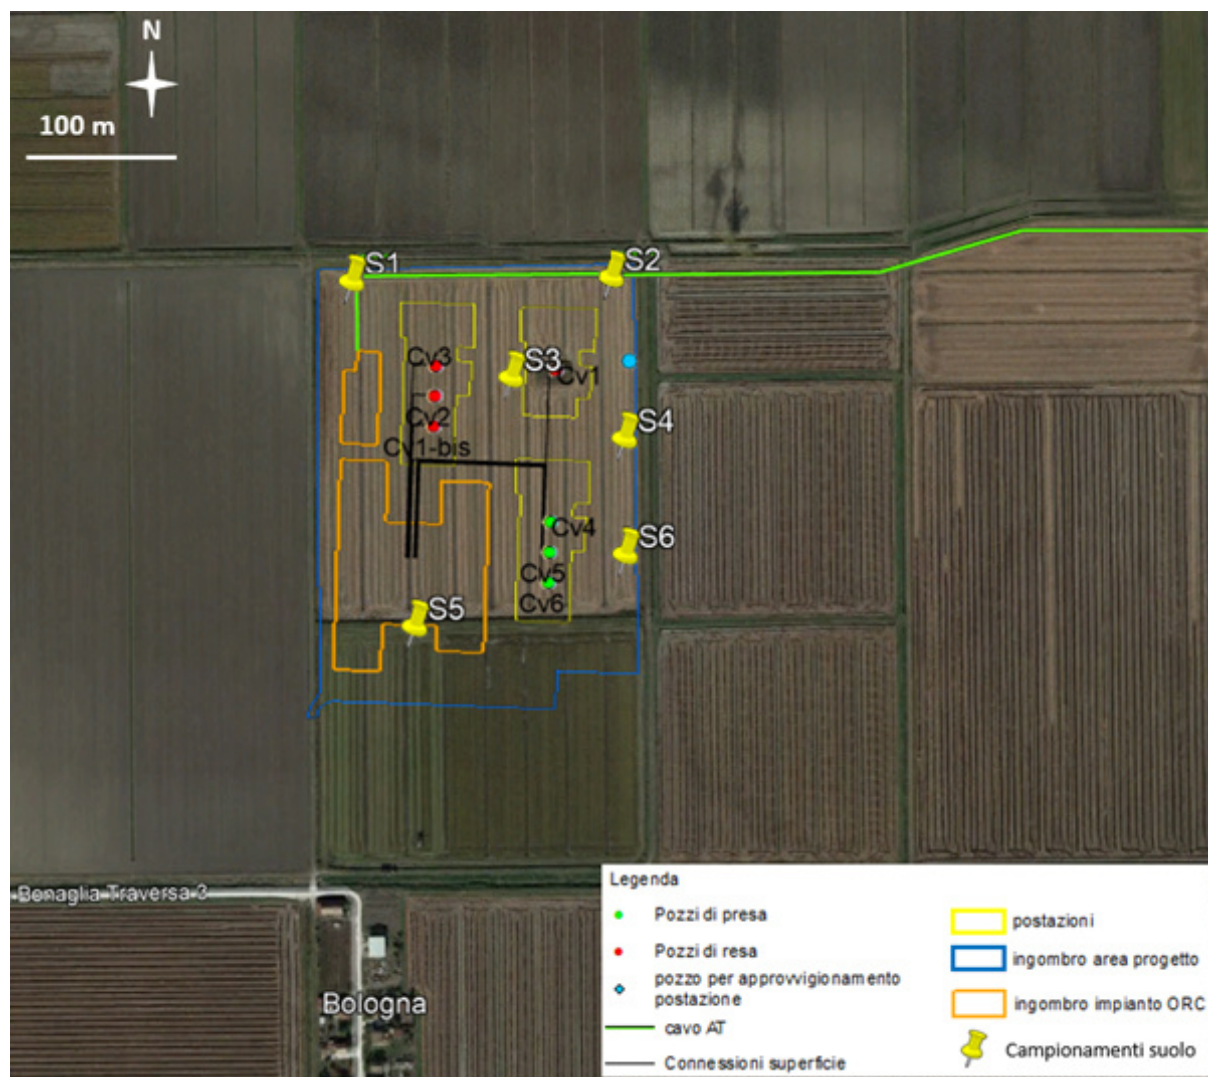 N
100 m
S1
S2
Cv3
S3
Cv1
Cv2
S4
Cv1-bis
Cv4
S6
Cv5
Cv6
S5
Bonaglia Traversa 3
Bologna
Legenda
Pozzi di presa
Pozzi di resa
pozzo per approvvigionamento
postazione
cavo AT
Connessioni superficie
postazioni
ingombro area progetto
ingombro impianto ORC
Campionamenti suolo